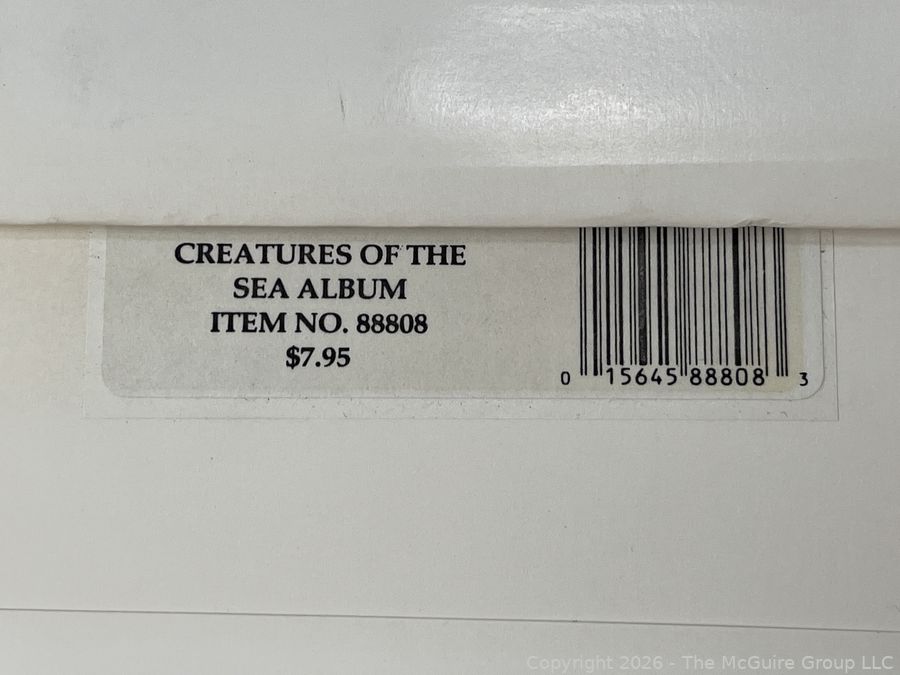 CREATURES OF THE
SEA ALBUM
ITEM NO. 88808
$7.95
0 15645 88808 3
Copyright 2026 - The McGuire Group LLC